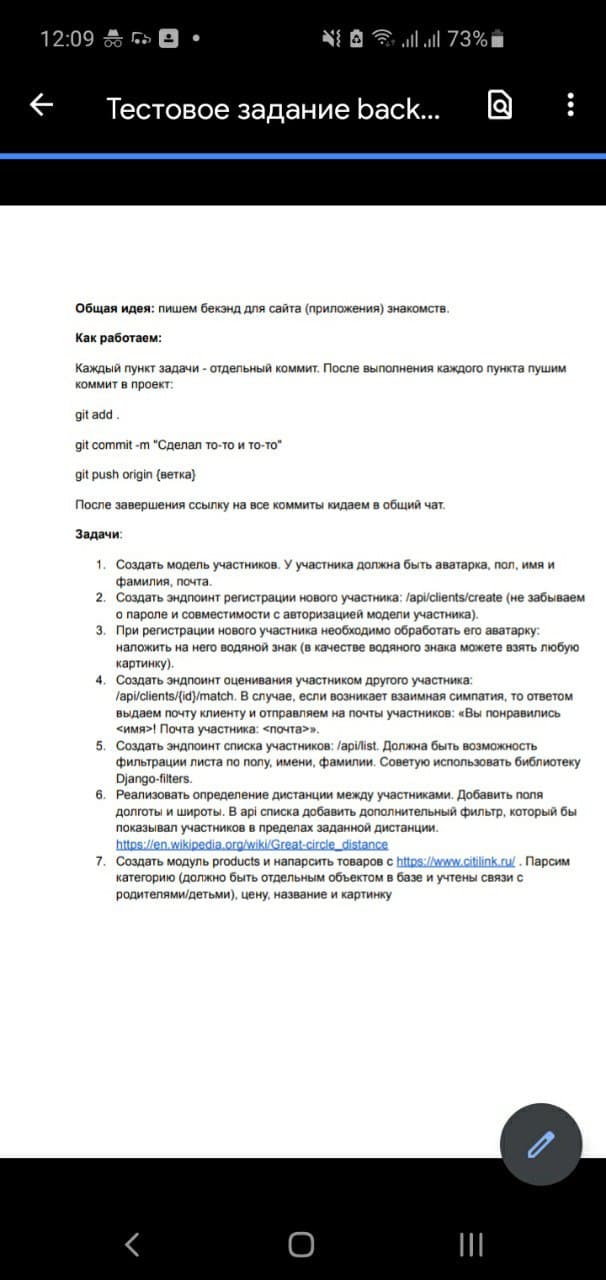 12:09
73%
Тестовое задание back...
Общая идея: пишем бекэнд для сайта (приложения) знакомств.
Как работаем:
Каждый пункт задачи - отдельный коммит. После выполнения каждого пункта пушим
коммит в проект:
git add .
git commit -m "Сделал то-то и то-то"
git push origin {ветка}
После завершения ссылку на все коммиты кидаем в общий чат.
Задачи:
1. Создать модель участников. У участника должна быть аватарка, пол, имя и
фамилия, почта.
2. Создать эндпоинт регистрации нового участника: /api/clients/create (не забываем
о пароле и совместимости с авторизацией модели участника).
3. При регистрации нового участника необходимо обработать его аватарку:
наложить на него водяной знак (в качестве водяного знака можете взять любую
картинку).
4. Создать эндпоинт оценивания участником другого участника:
/api/clients/{id}/match. В случае, если возникает взаимная симпатия, то ответом
выдаем почту клиенту и отправляем на почты участников: «Вы понравились
<имя>! Почта участника: <почта>».
5. Создать эндпоинт списка участников: /api/list. Должна быть возможность
фильтрации листа по полу, имени, фамилии. Советую использовать библиотеку
Django-filters.
6. Реализовать определение дистанции между участниками. Добавить поля
долготы и широты. В api списка добавить дополнительный фильтр, который бы
показывал участников в пределах заданной дистанции.
https://en.wikipedia.org/wiki/Great-circle_distance
7. Создать модуль products и напарсить товаров с https://www.citilink.ru/ . Парсим
категорию (должно быть отдельным объектом в базе и учтены связи с
родителями/детьми), цену, название и картинку